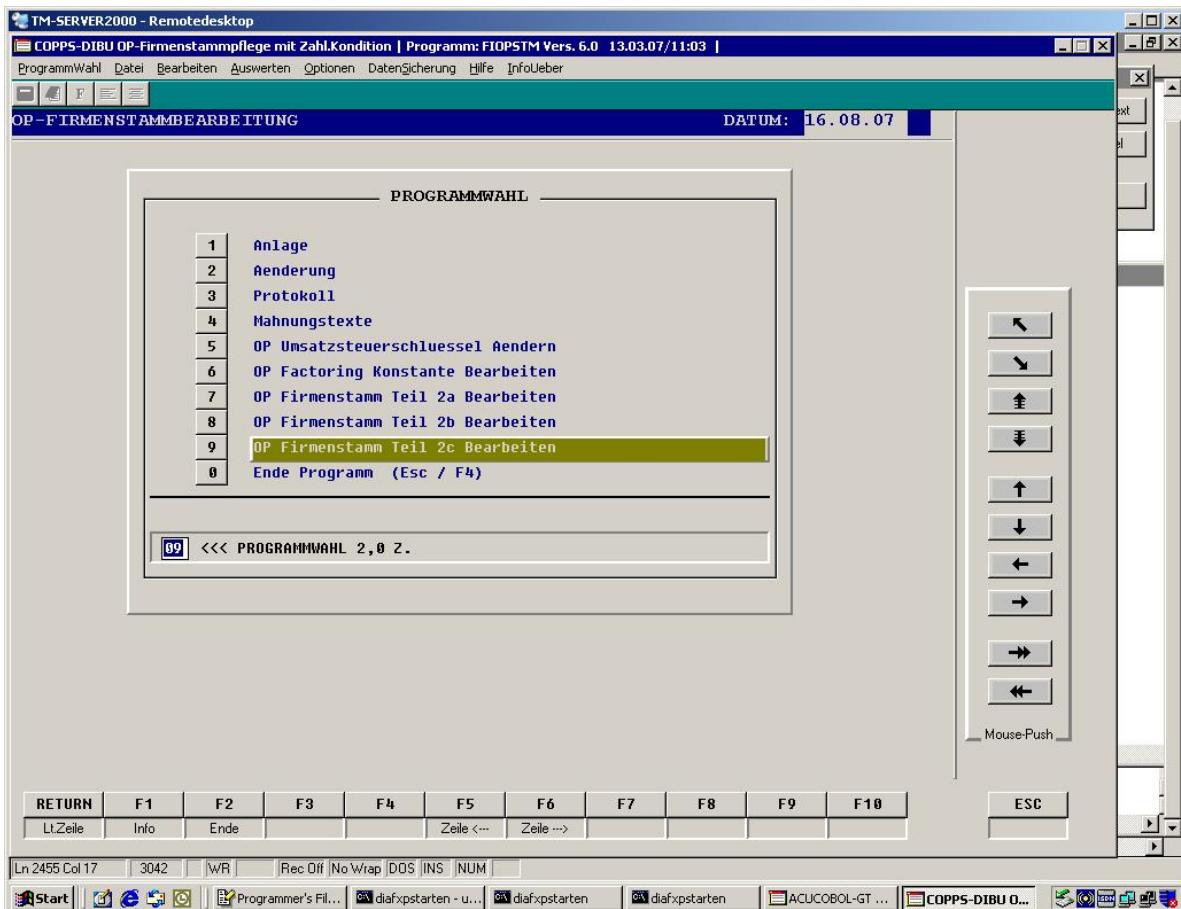 TM-SERVER2000 - Remotedesktop
COPPS-DIBU OP-Firmenstammpflege mit Zahl.Kondition | Programm: FIOPSTM Vers. 6.0 13.03.07/11:03 |
ProgrammWahl Datei Bearbeiten Auswerten Optionen DatenSicherung Hilfe InfoUeber
F
OP-FIRMENSTAMMBEARBEITUNG DATUM: 16.08.07
PROGRAMMWAHL
1 Anlage
2 Aenderung
3 Protokoll
4 Mahnungstexte
5 OP Umsatzsteuerschluessel Aendern
6 OP Factoring Konstante Bearbeiten
7 OP Firmenstamm Teil 2a Bearbeiten
8 OP Firmenstamm Teil 2b Bearbeiten
9 OP Firmenstamm Teil 2c Bearbeiten
0 Ende Programm (Esc / F4)
09 <<< PROGRAMMWAHL 2,0 Z.
Mouse-Push
RETURN F1 F2 F3 F4 F5 F6 F7 F8 F9 F10 ESC
Lt.Zeile Info Ende Zeile <--- Zeile --->
Ln 2455 Col 17 3042 WR Rec Off No Wrap DOS INS NUM
Start Programmer's Fil... diafxpstarten - u... diafxpstarten diafxpstarten ACUCOBOL-GT ... COPPS-DIBU O...